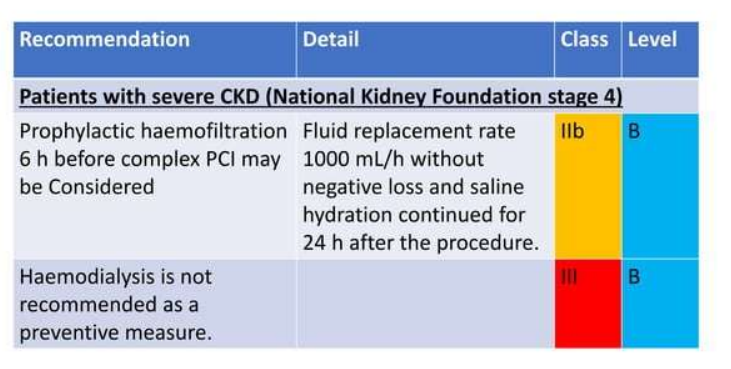 Recommendation Detail Class Level
Patients with severe CKD (National Kidney Foundation stage 4)
Prophylactic haemofiltration Fluid replacement rate IIb B
6 h before complex PCI may 1000 mL/h without
be Considered negative loss and saline
hydration continued for
24 h after the procedure.
Haemodialysis is not III B
recommended as a
preventive measure.